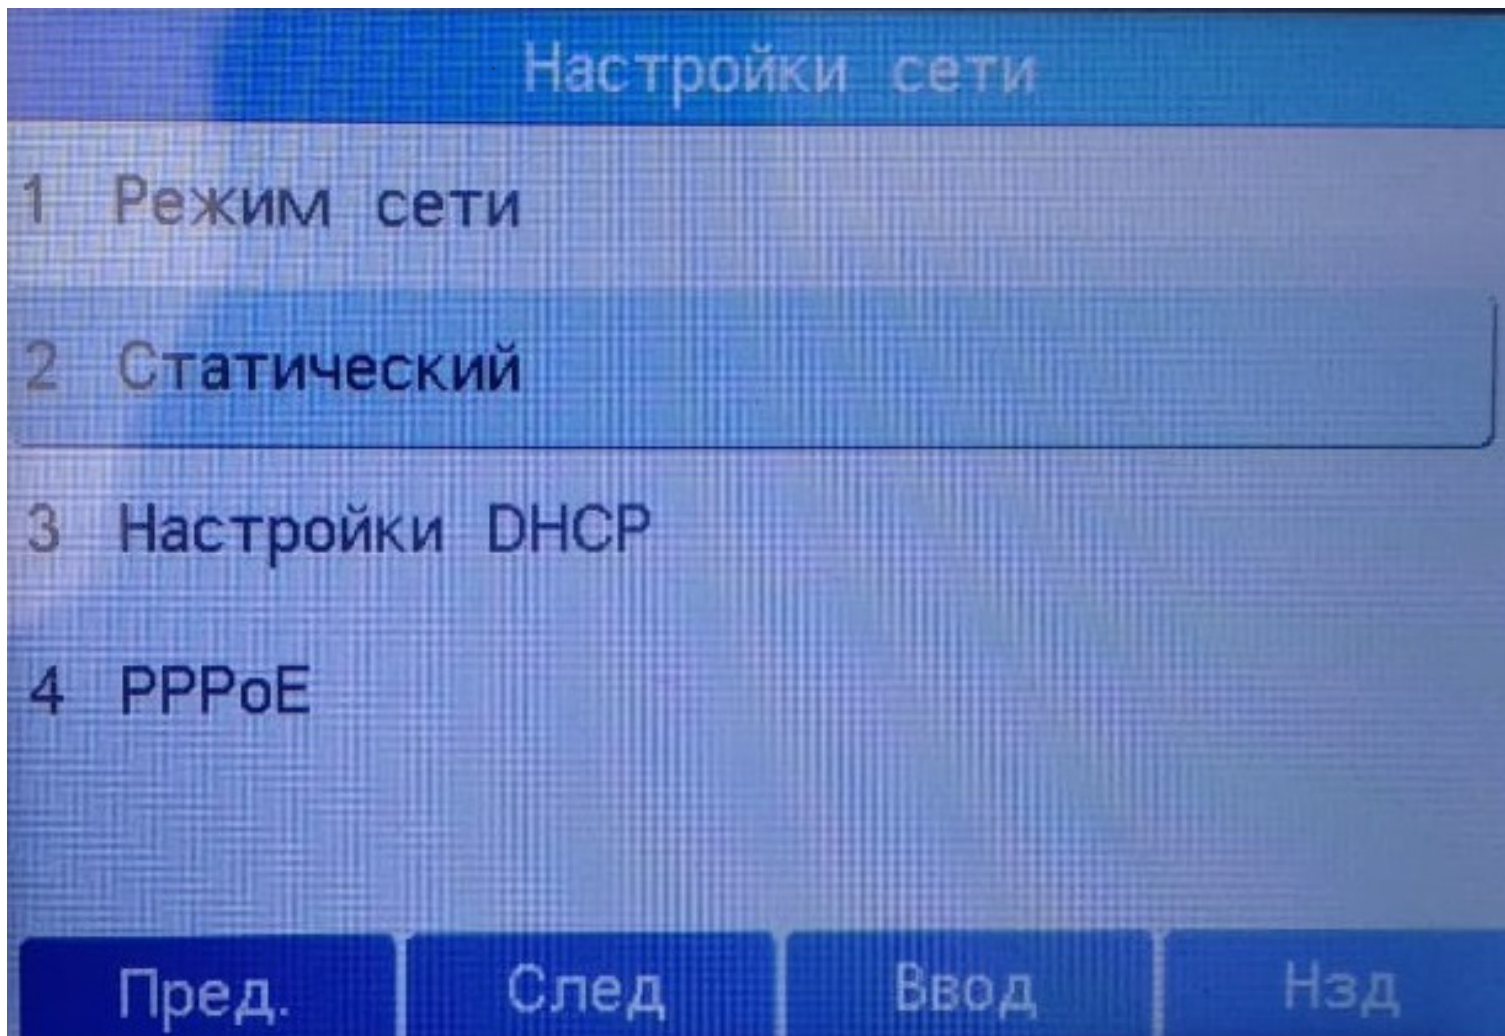 Настройки сети
1 Режим сети
2 Статический
3 Настройки DHCP
4 PPPoE
Пред. След Ввод Нзд